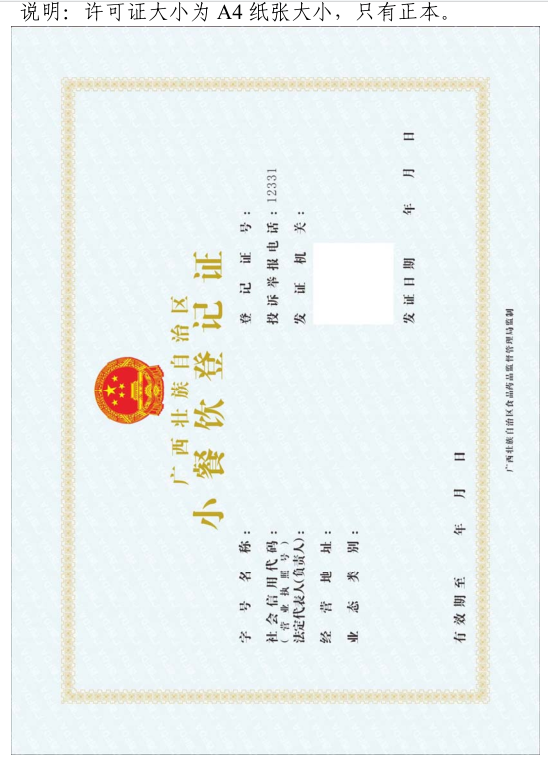 说明：许可证大小为 A4 纸张大小，只有正本。
广西壮族自治区
小餐饮登记证
字号名称：
社会信用代码：
（营业执照号）
法定代表人(负责人)：
经营地址：
业态类别：
有效期至 年 月 日
登记证号：
投诉举报电话：12331
发证机关：
发证日期 年 月 日
广西壮族自治区食品药品监督管理局监制